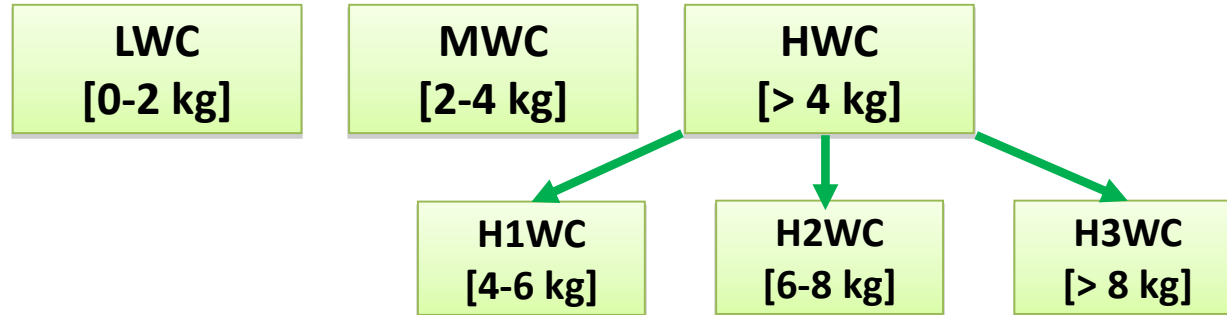 LWC
[0-2 kg]
MWC
[2-4 kg]
HWC
[> 4 kg]
H1WC
[4-6 kg]
H2WC
[6-8 kg]
H3WC
[> 8 kg]